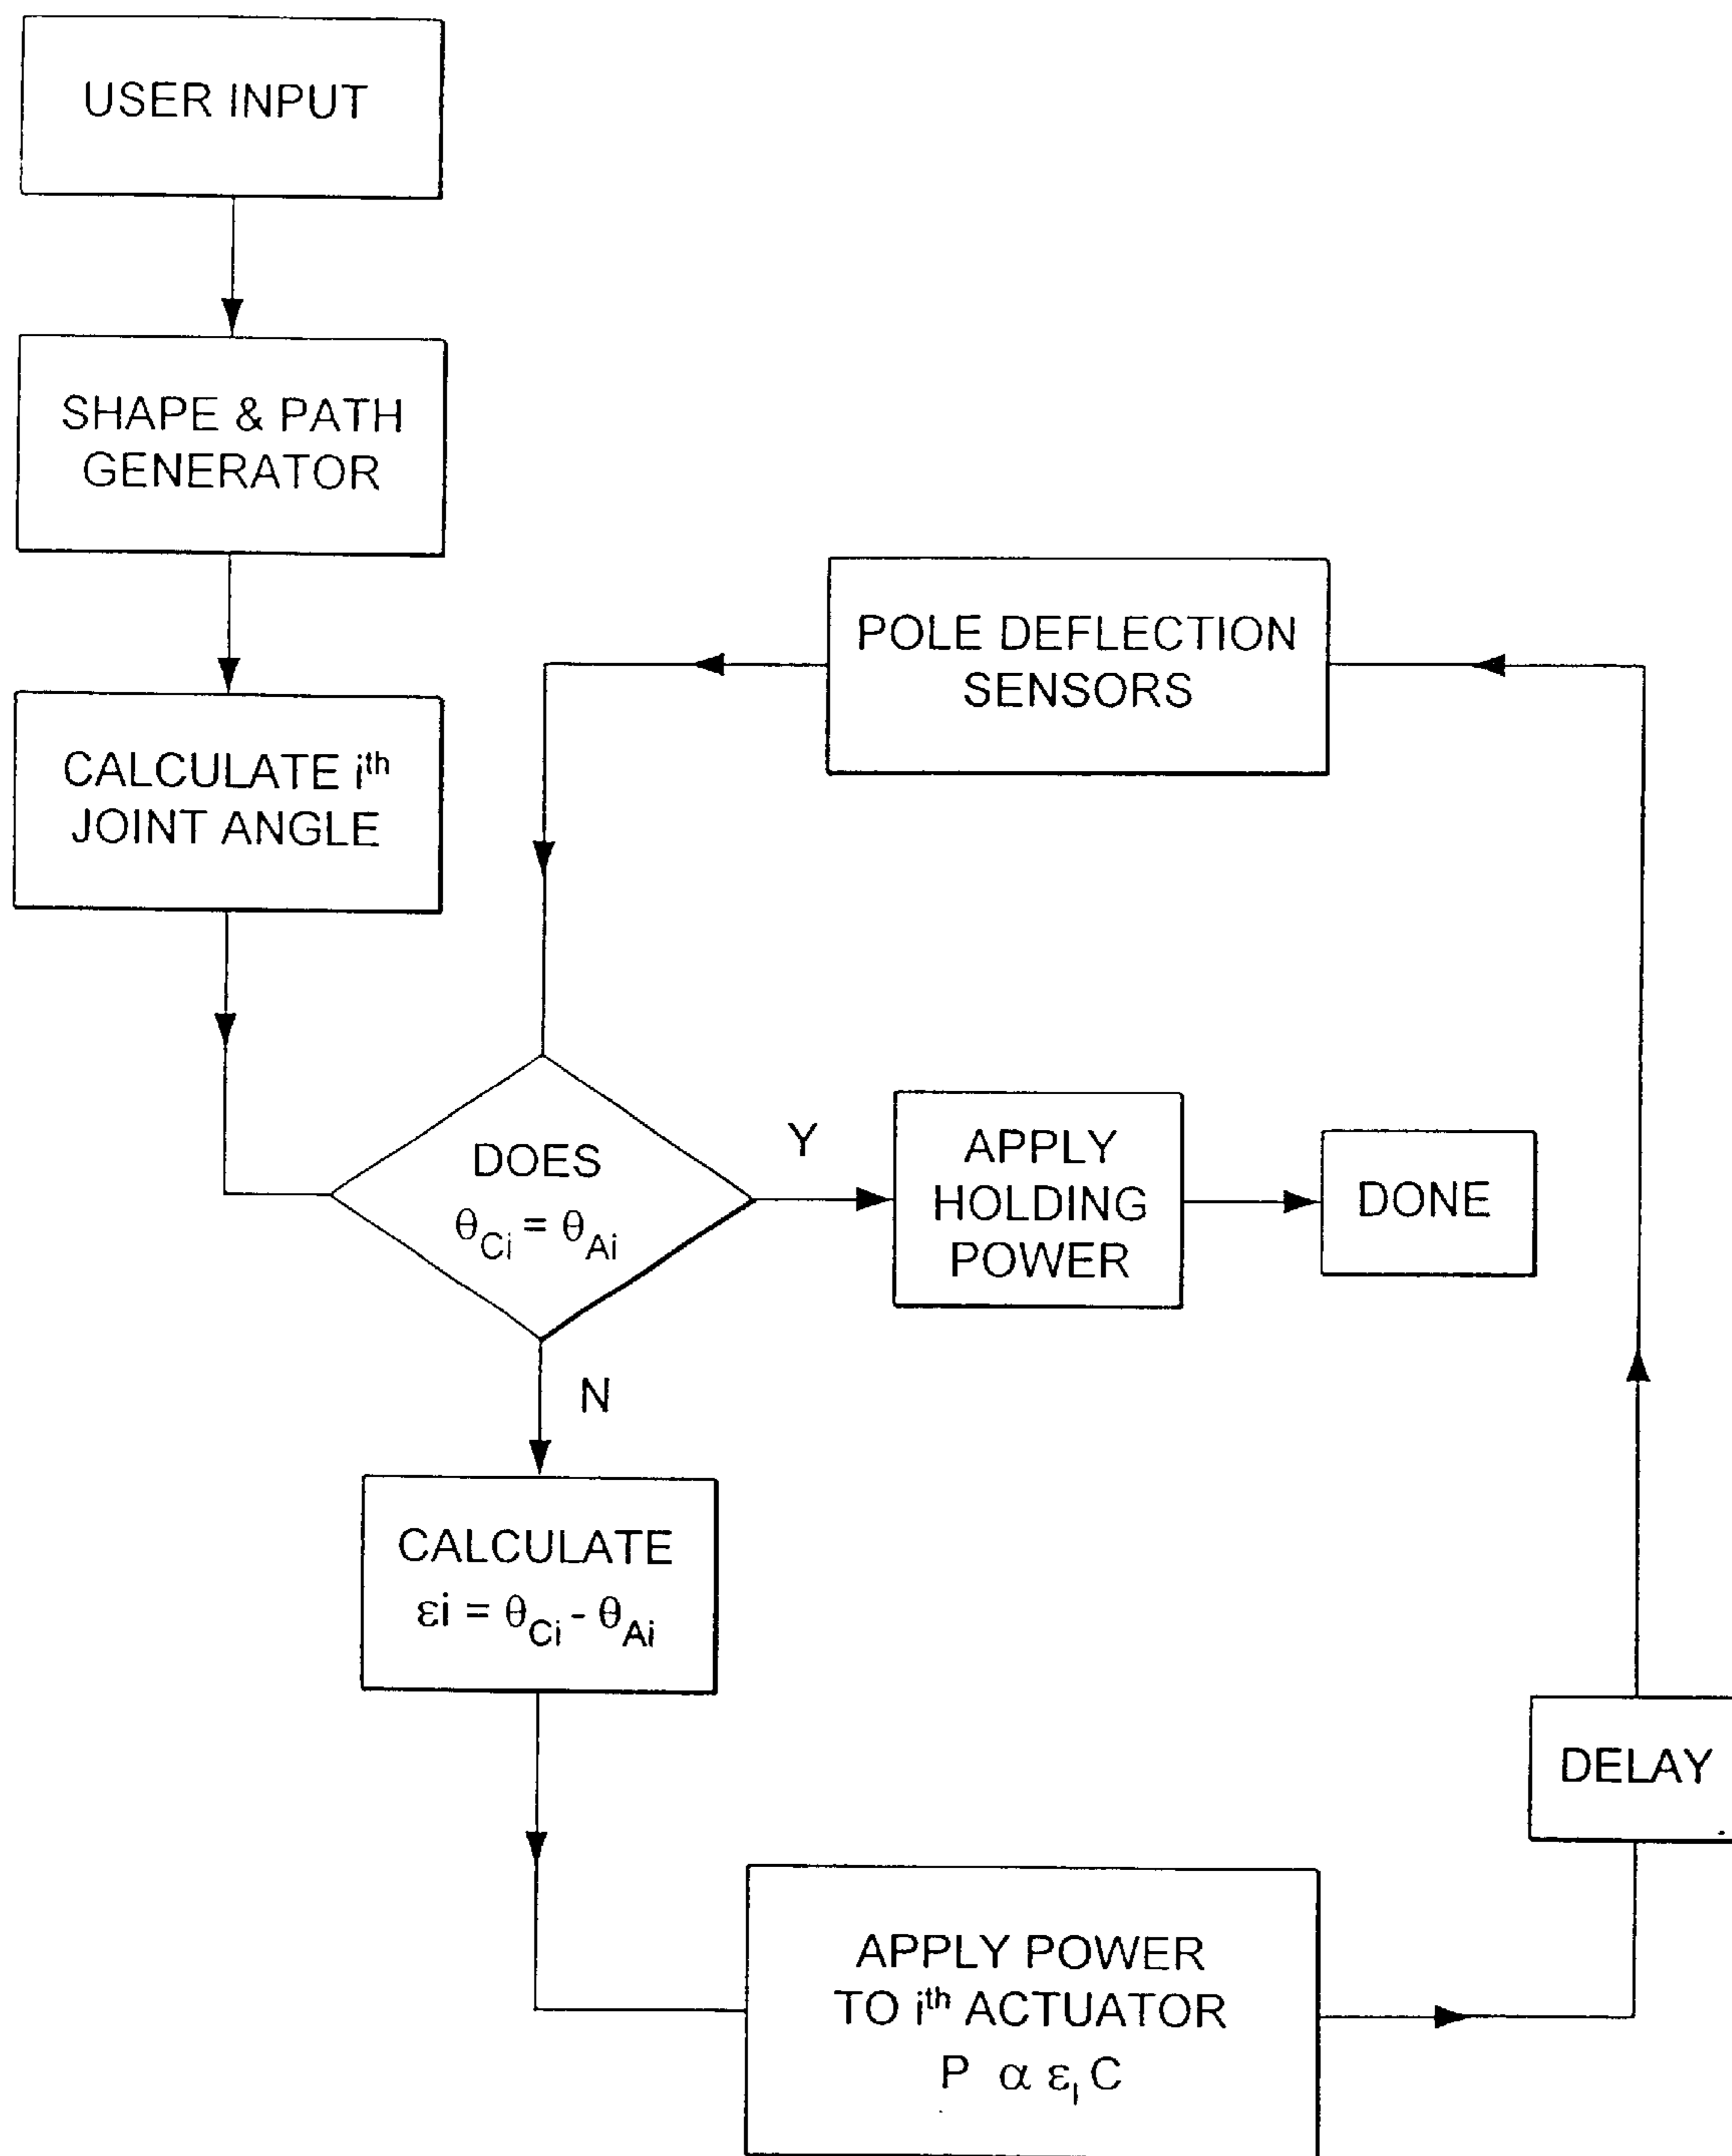 USER INPUT
SHAPE & PATH
GENERATOR
CALCULATE iᵗʰ
JOINT ANGLE
POLE DEFLECTION
SENSORS
DOES
θCi = θAi
Y
APPLY
HOLDING
POWER
DONE
N
CALCULATE
εi = θCi - θAi
DELAY
APPLY POWER
TO iᵗʰ ACTUATOR
P α εi C